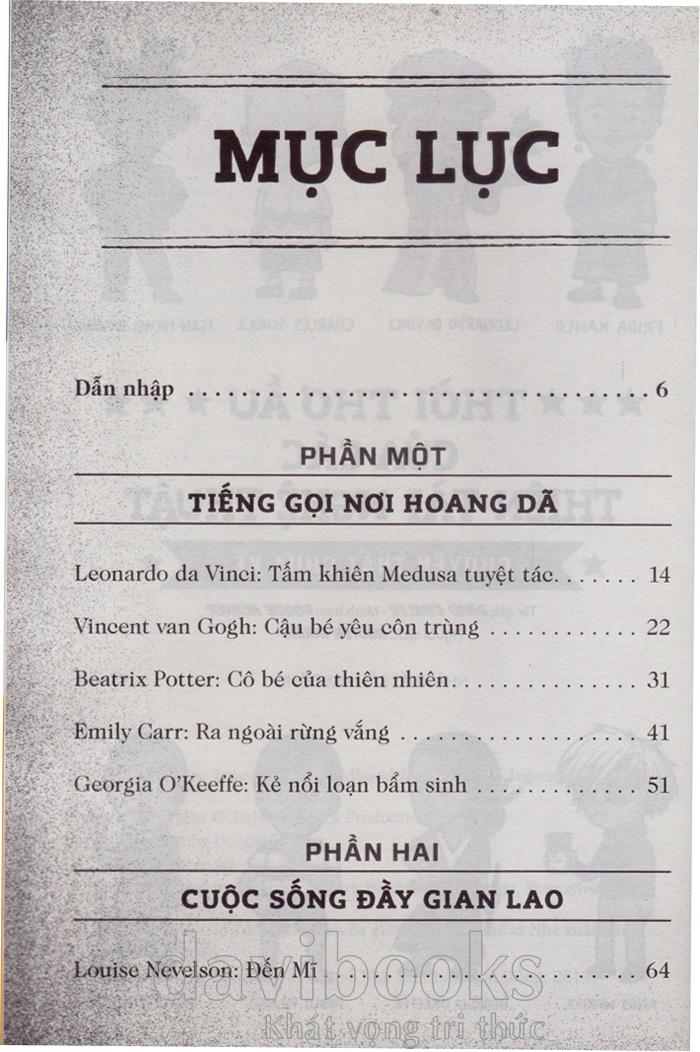 MỤC LỤC
Dẫn nhập ................................... 6
PHẦN MỘT
TIẾNG GỌI NƠI HOANG DÃ
Leonardo da Vinci: Tấm khiên Medusa tuyệt tác....... 14
Vincent van Gogh: Cậu bé yêu côn trùng ............. 22
Beatrix Potter: Cô bé của thiên nhiên............... 31
Emily Carr: Ra ngoài rừng vắng .................... 41
Georgia O'Keeffe: Kẻ nổi loạn bẩm sinh .............. 51
PHẦN HAI
CUỘC SỐNG ĐẦY GIAN LAO
Louise Nevelson: Đến Mĩ .......................... 64
davibooks
Khát vọng tri thức